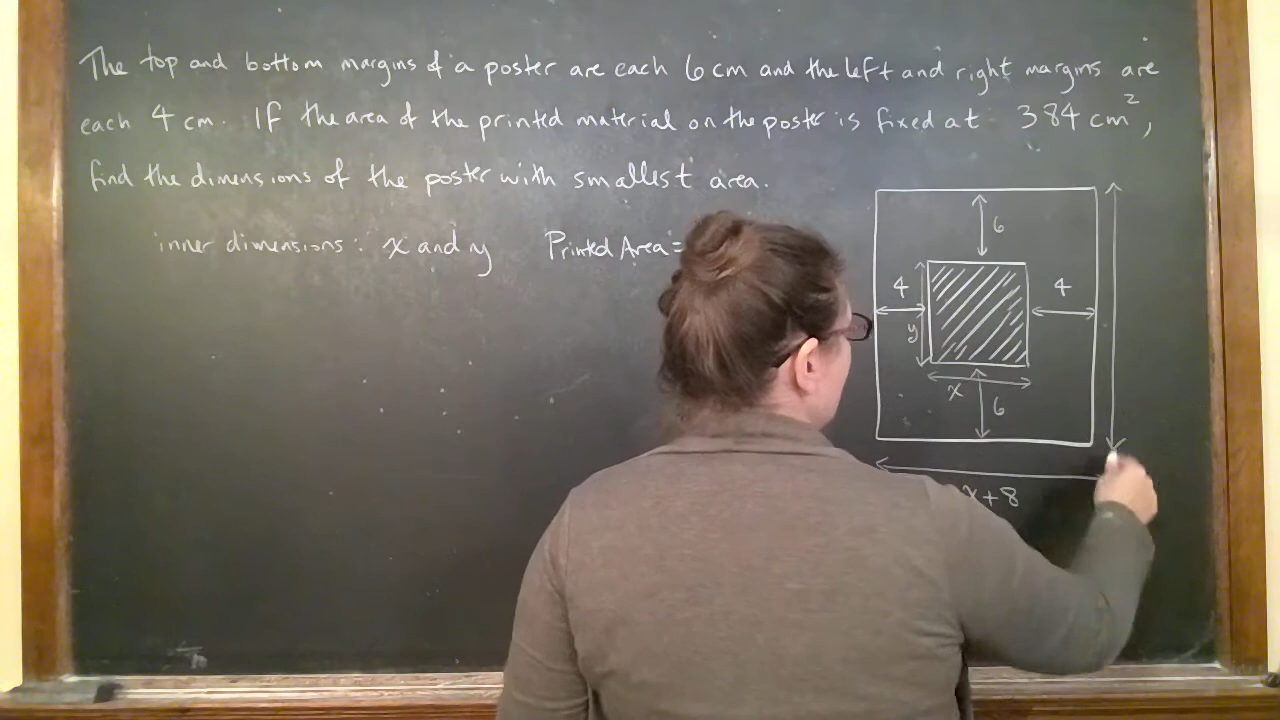 The top and bottom margins of a poster are each 6 cm and the left and right margins are
each 4 cm. If the area of the printed material on the poster is fixed at 384 cm²,
find the dimensions of the poster with smallest area.
inner dimensions: x and y Printed Area =
6
4
4
y
x
6
x+8